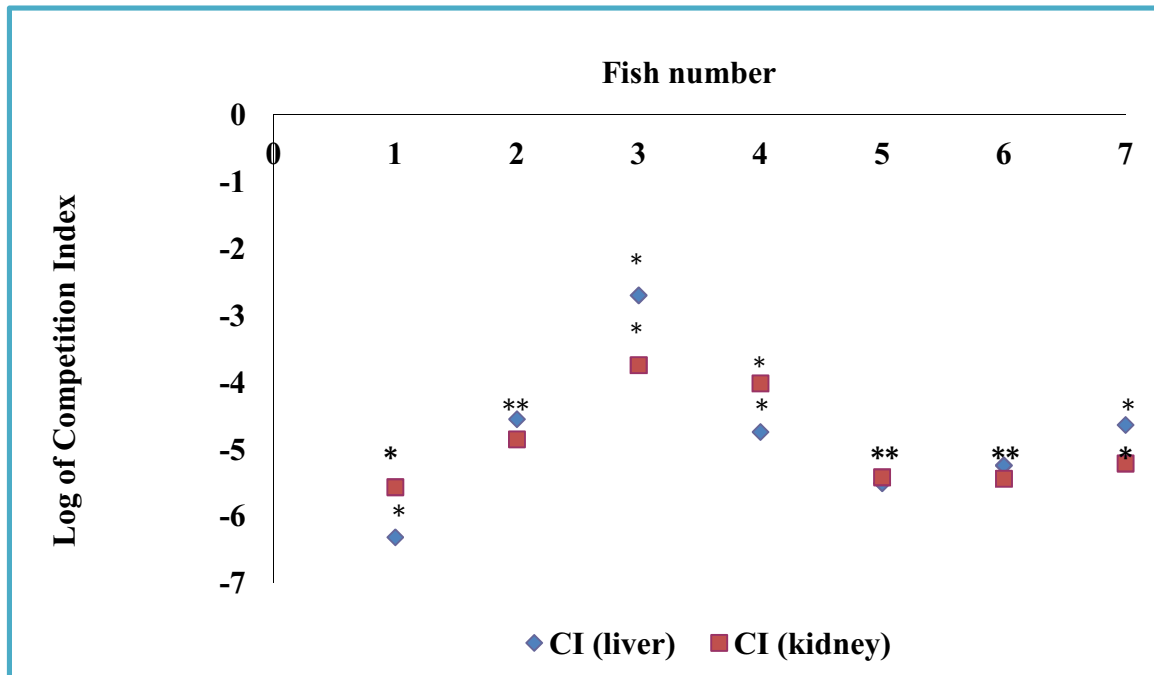 Fish number
0
0 1 2 3 4 5 6 7
-1
-2
*
-3
*
*
-4
** * *
-5
* ** ** *
*
-6
-7
Log of Competition Index
CI (liver) CI (kidney)